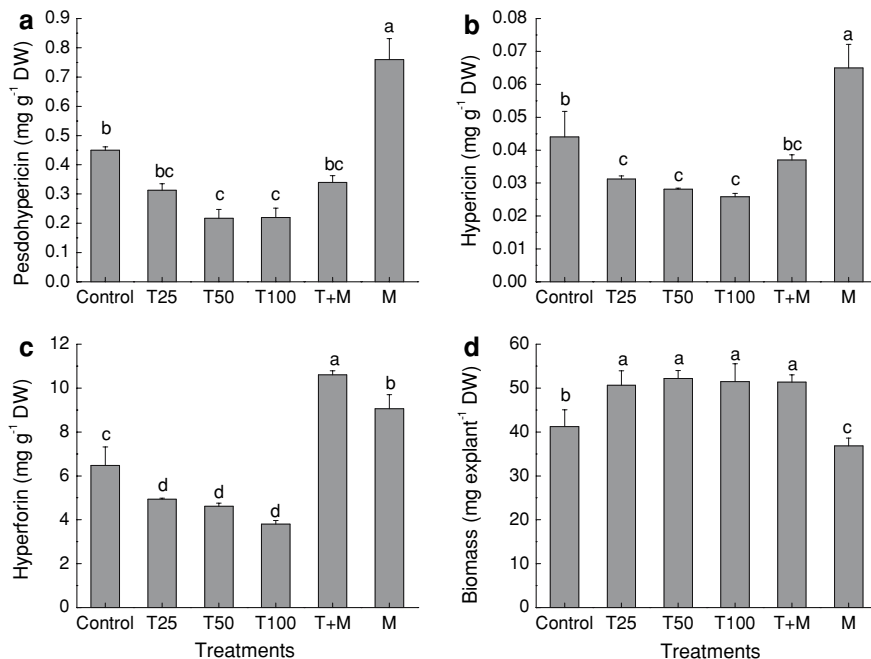 a
Pesdohypericin (mg g-1 DW)
0.9
0.8
0.7
0.6
0.5
0.4
0.3
0.2
0.1
0.0
b
bc
c
c
bc
a
Control T25 T50 T100 T+M M
b
Hypericin (mg g-1 DW)
0.08
0.07
0.06
0.05
0.04
0.03
0.02
0.01
0.00
b
c
c
c
bc
a
Control T25 T50 T100 T+M M
c
Hyperforin (mg g-1 DW)
12
10
8
6
4
2
0
c
d
d
d
a
b
Control T25 T50 T100 T+M M
Treatments
d
Biomass (mg explant-1 DW)
60
50
40
30
20
10
0
b
a
a
a
a
c
Control T25 T50 T100 T+M M
Treatments